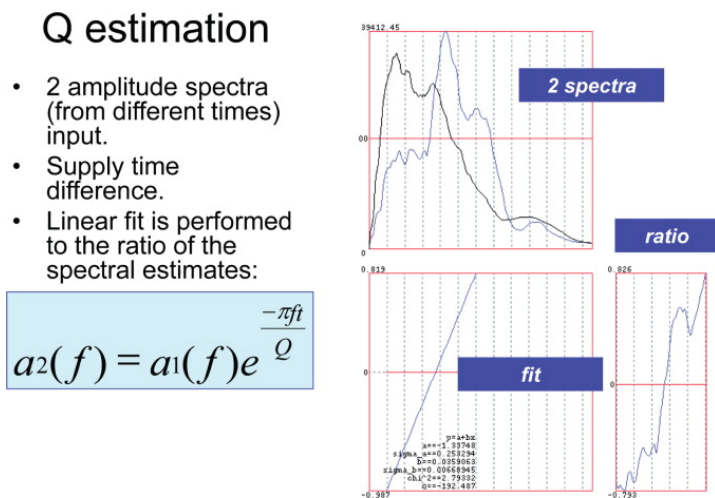 Q estimation
• 2 amplitude spectra
(from different times)
input.
• Supply time
difference.
• Linear fit is performed
to the ratio of the
spectral estimates:
a2(f) = a1(f)e^(-πft/Q)
39412.45
2 spectra
00
0
ratio
0.819
0
fit
y=a+bx
a==-1.33748
sigma_a==0.253294
b==0.0359063
sigma_b=>0.00668945
chi^2==2.79332
Q==-192.487
-0.987
0.826
0
-0.793